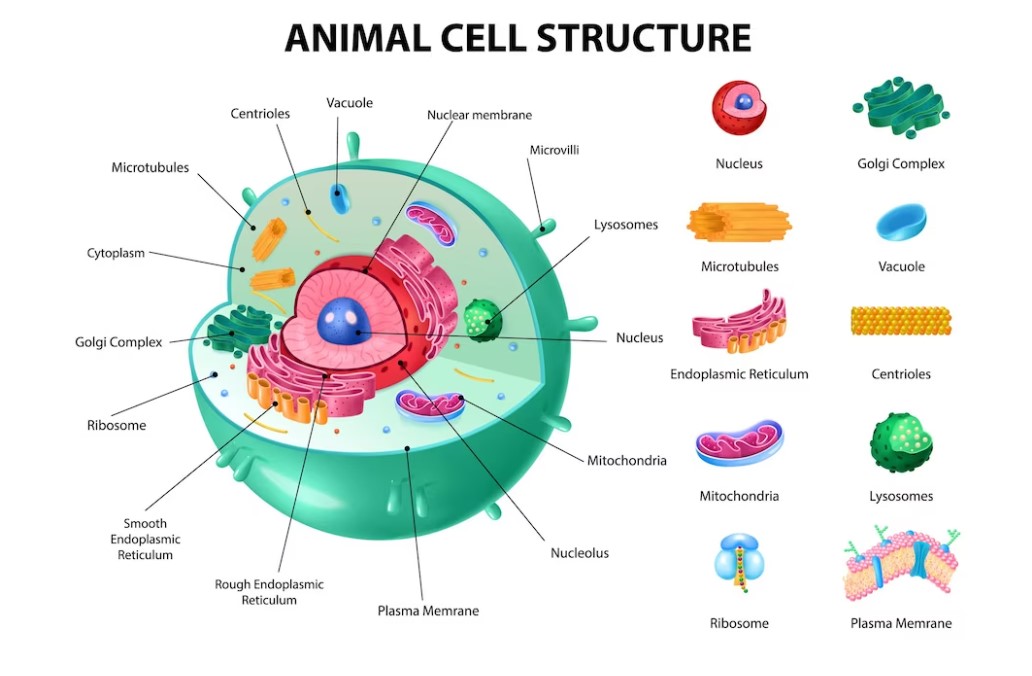 ANIMAL CELL STRUCTURE
Vacuole
Centrioles
Nuclear membrane
Microtubules
Microvilli
Cytoplasm
Lysosomes
Golgi Complex
Nucleus
Ribosome
Mitochondria
Smooth
Endoplasmic
Reticulum
Nucleolus
Rough Endoplasmic
Reticulum
Plasma Memrane
Nucleus
Golgi Complex
Microtubules
Vacuole
Endoplasmic Reticulum
Centrioles
Mitochondria
Lysosomes
Ribosome
Plasma Memrane